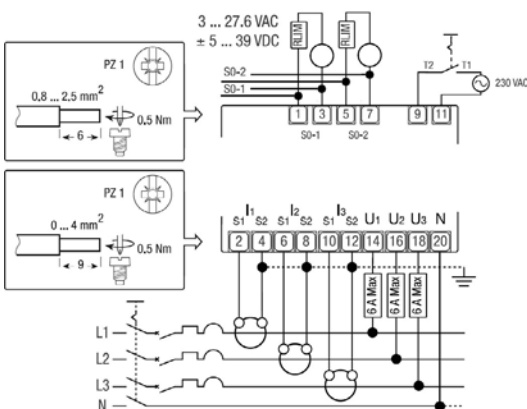 3 ... 27.6 VAC
± 5 ... 39 VDC
RLIM
RLIM
PZ 1
0,8 ... 2.5 mm²
6
0.5 Nm
S0-2
S0-1
T2 T1
230 VAC
1 3 5 7 9 11
S0-1 S0-2
PZ 1
0 ... 4 mm²
9
0.5 Nm
I1 I2 I3 U1 U2 U3 N
S1 S2 S1 S2 S1 S2
2 4 6 8 10 12 14 16 18 20
6 A Max
6 A Max
6 A Max
L1
L2
L3
N